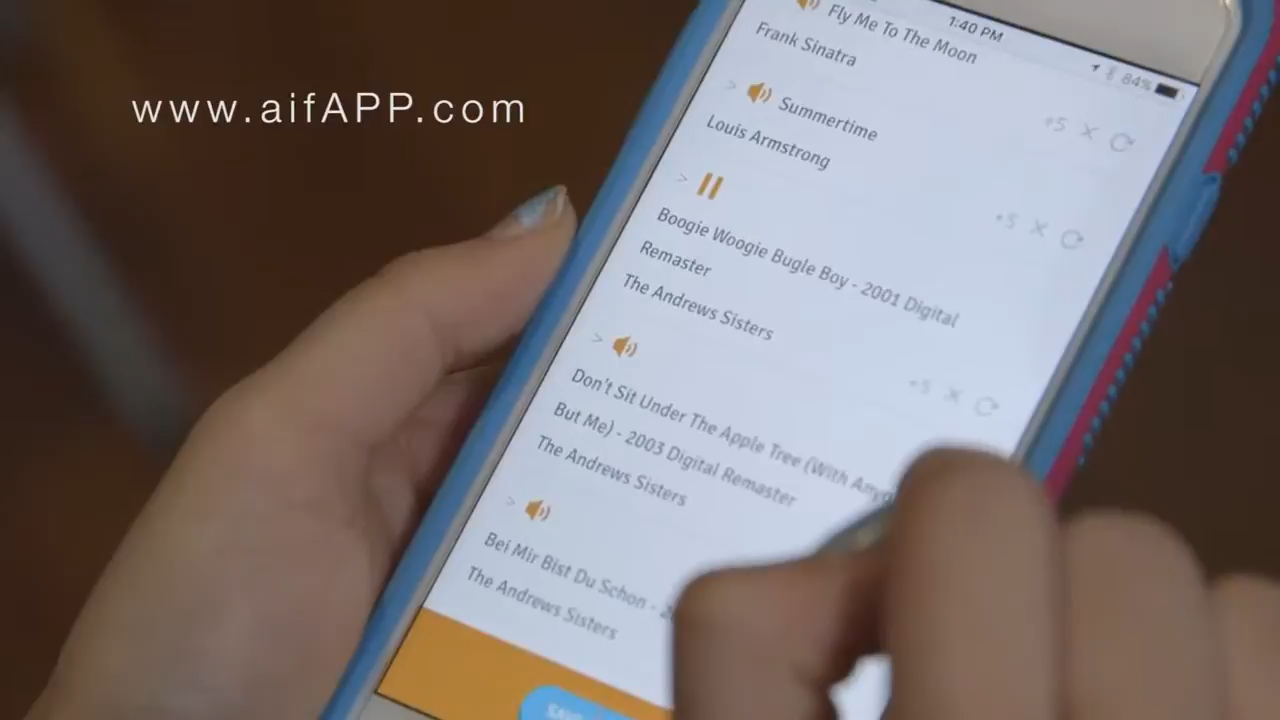 www.aifAPP.com
1:40 PM
84%
Fly Me To The Moon
Frank Sinatra
> Summertime
Louis Armstrong
+5
>
Boogie Woogie Bugle Boy - 2001 Digital
Remaster
The Andrews Sisters
+5
>
Don't Sit Under The Apple Tree (With
But Me) - 2003 Digital Remaster
The Andrews Sisters
+5
>
Bei Mir Bist Du Schon -
The Andrews Sisters